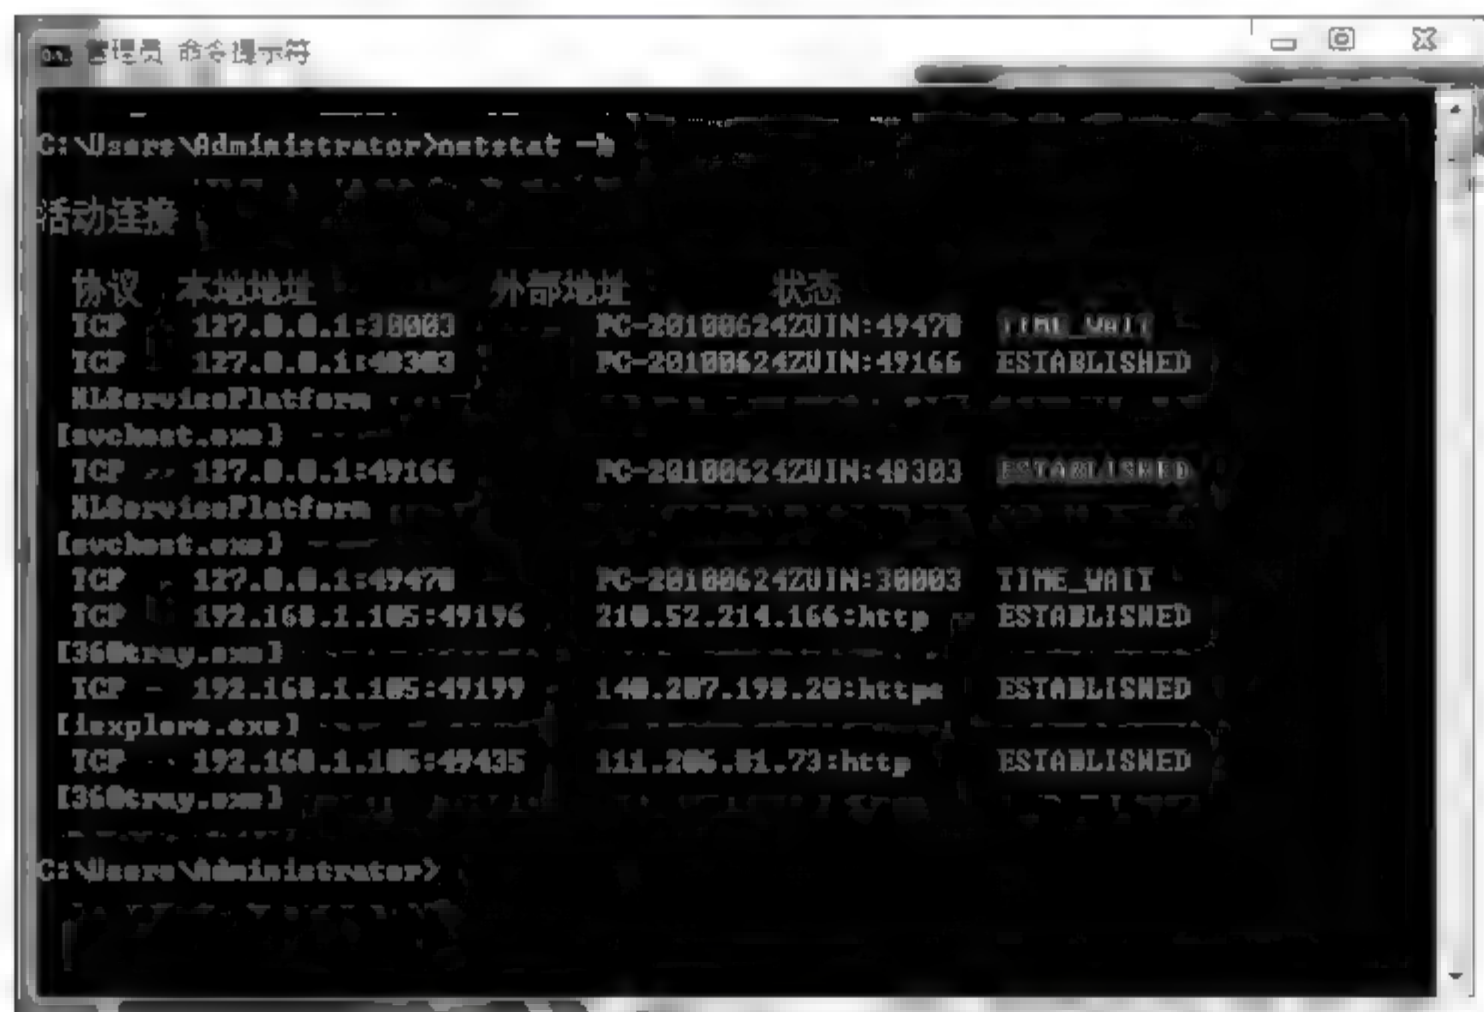 管理员 命令提示符
C:\Users\Administrator>netstat -b
活动连接
协议 本地地址 外部地址 状态
TCP 127.0.0.1:30003 PC-20100624ZUIN:49470 TIME_WAIT
TCP 127.0.0.1:40303 PC-20100624ZUIN:49166 ESTABLISHED
XLServicePlatform
[svchost.exe]
TCP 127.0.0.1:49166 PC-20100624ZUIN:40303 ESTABLISHED
XLServicePlatform
[svchost.exe]
TCP 127.0.0.1:49470 PC-20100624ZUIN:30003 TIME_WAIT
TCP 192.168.1.105:49196 210.52.214.166:http ESTABLISHED
[360tray.exe]
TCP 192.168.1.105:49199 140.207.198.20:https ESTABLISHED
[iexplore.exe]
TCP 192.168.1.105:49435 111.206.81.73:http ESTABLISHED
[360tray.exe]
C:\Users\Administrator>